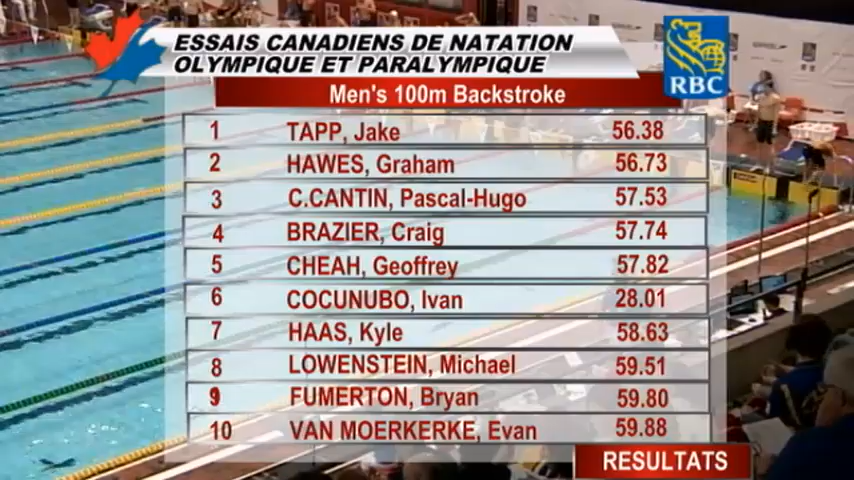 ESSAIS CANADIENS DE NATATION
OLYMPIQUE ET PARALYMPIQUE
RBC
Men's 100m Backstroke
1 TAPP, Jake 56.38
2 HAWES, Graham 56.73
3 C.CANTIN, Pascal-Hugo 57.53
4 BRAZIER, Craig 57.74
5 CHEAH, Geoffrey 57.82
6 COCUNUBO, Ivan 28.01
7 HAAS, Kyle 58.63
8 LOWENSTEIN, Michael 59.51
9 FUMERTON, Bryan 59.80
10 VAN MOERKERKE, Evan 59.88
RESULTATS